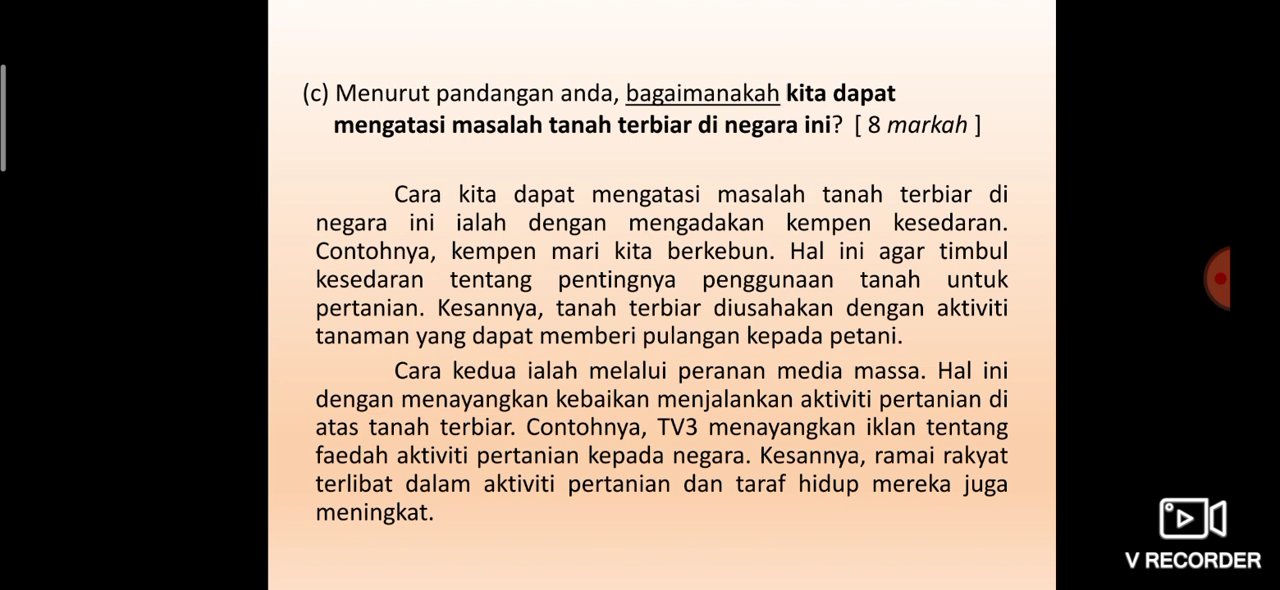 (c) Menurut pandangan anda, bagaimanakah kita dapat
mengatasi masalah tanah terbiar di negara ini? [ 8 markah ]
Cara kita dapat mengatasi masalah tanah terbiar di
negara ini ialah dengan mengadakan kempen kesedaran.
Contohnya, kempen mari kita berkebun. Hal ini agar timbul
kesedaran tentang pentingnya penggunaan tanah untuk
pertanian. Kesannya, tanah terbiar diusahakan dengan aktiviti
tanaman yang dapat memberi pulangan kepada petani.
Cara kedua ialah melalui peranan media massa. Hal ini
dengan menayangkan kebaikan menjalankan aktiviti pertanian di
atas tanah terbiar. Contohnya, TV3 menayangkan iklan tentang
faedah aktiviti pertanian kepada negara. Kesannya, ramai rakyat
terlibat dalam aktiviti pertanian dan taraf hidup mereka juga
meningkat.
V RECORDER